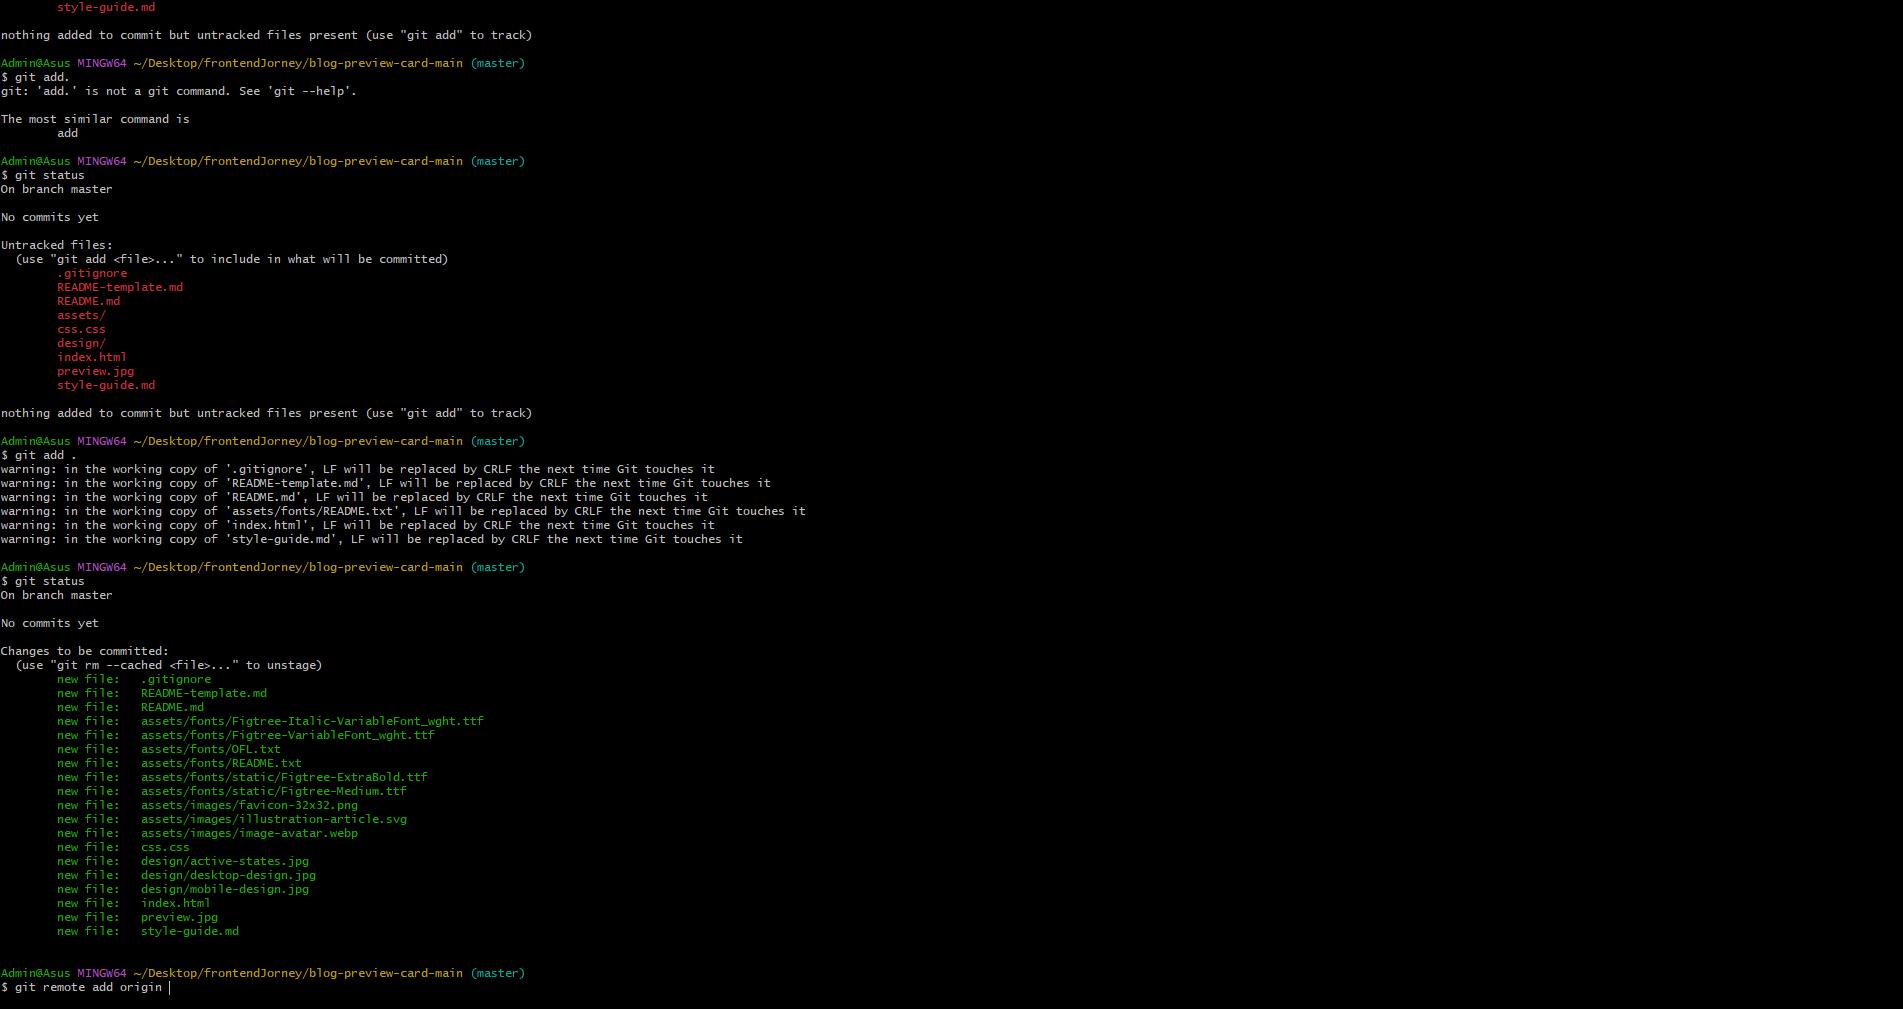 style-guide.md
nothing added to commit but untracked files present (use "git add" to track)
Admin@Asus MINGW64 ~/Desktop/frontendJorney/blog-preview-card-main (master)
$ git add.
git: 'add.' is not a git command. See 'git --help'.
The most similar command is
add
Admin@Asus MINGW64 ~/Desktop/frontendJorney/blog-preview-card-main (master)
$ git status
On branch master
No commits yet
Untracked files:
(use "git add <file>..." to include in what will be committed)
.gitignore
README-template.md
README.md
assets/
css.css
design/
index.html
preview.jpg
style-guide.md
nothing added to commit but untracked files present (use "git add" to track)
Admin@Asus MINGW64 ~/Desktop/frontendJorney/blog-preview-card-main (master)
$ git add .
warning: in the working copy of '.gitignore', LF will be replaced by CRLF the next time Git touches it
warning: in the working copy of 'README-template.md', LF will be replaced by CRLF the next time Git touches it
warning: in the working copy of 'README.md', LF will be replaced by CRLF the next time Git touches it
warning: in the working copy of 'assets/fonts/README.txt', LF will be replaced by CRLF the next time Git touches it
warning: in the working copy of 'index.html', LF will be replaced by CRLF the next time Git touches it
warning: in the working copy of 'style-guide.md', LF will be replaced by CRLF the next time Git touches it
Admin@Asus MINGW64 ~/Desktop/frontendJorney/blog-preview-card-main (master)
$ git status
On branch master
No commits yet
Changes to be committed:
(use "git rm --cached <file>..." to unstage)
new file:   .gitignore
new file:   README-template.md
new file:   README.md
new file:   assets/fonts/Figtree-Italic-VariableFont_wght.ttf
new file:   assets/fonts/Figtree-VariableFont_wght.ttf
new file:   assets/fonts/OFL.txt
new file:   assets/fonts/README.txt
new file:   assets/fonts/static/Figtree-ExtraBold.ttf
new file:   assets/fonts/static/Figtree-Medium.ttf
new file:   assets/images/favicon-32x32.png
new file:   assets/images/illustration-article.svg
new file:   assets/images/image-avatar.webp
new file:   css.css
new file:   design/active-states.jpg
new file:   design/desktop-design.jpg
new file:   design/mobile-design.jpg
new file:   index.html
new file:   preview.jpg
new file:   style-guide.md
Admin@Asus MINGW64 ~/Desktop/frontendJorney/blog-preview-card-main (master)
$ git remote add origin